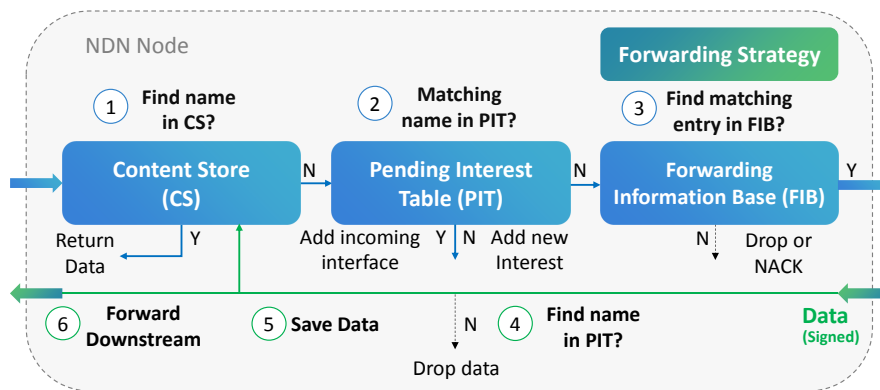 NDN Node
Forwarding Strategy
1
Find name
in CS?
2
Matching
name in PIT?
3
Find matching
entry in FIB?
Content Store
(CS)
N
Pending Interest
Table (PIT)
N
Forwarding
Information Base (FIB)
Y
Return
Data
Y
Add incoming
interface
Y
N
Add new
Interest
N
Drop or
NACK
6
Forward
Downstream
5
Save Data
N
Drop data
4
Find name
in PIT?
Data
(Signed)